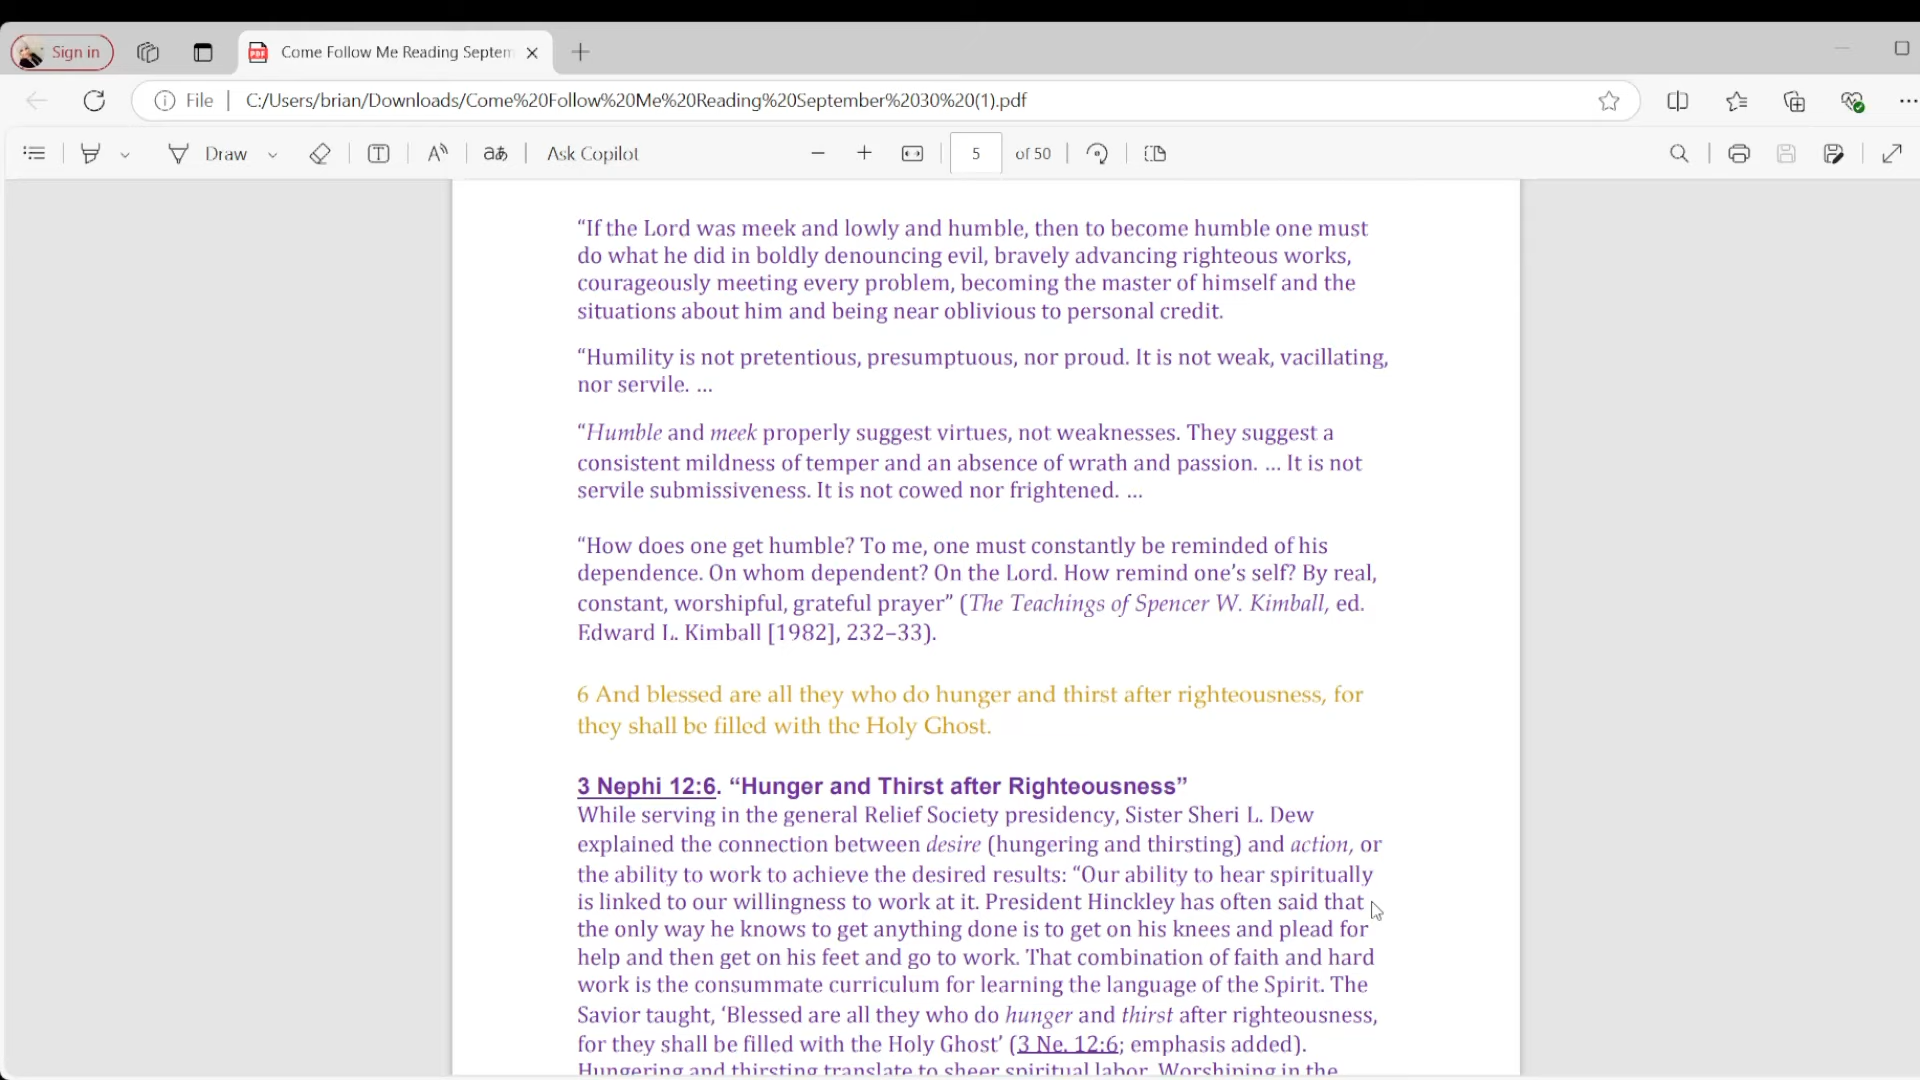 Sign in
Come Follow Me Reading Septem
File
C:/Users/brian/Downloads/Come%20Follow%20Me%20Reading%20September%2030%20(1).pdf
Draw
Ask Copilot
5
of 50
“If the Lord was meek and lowly and humble, then to become humble one must
do what he did in boldly denouncing evil, bravely advancing righteous works,
courageously meeting every problem, becoming the master of himself and the
situations about him and being near oblivious to personal credit.
“Humility is not pretentious, presumptuous, nor proud. It is not weak, vacillating,
nor servile. …
“Humble and meek properly suggest virtues, not weaknesses. They suggest a
consistent mildness of temper and an absence of wrath and passion. … It is not
servile submissiveness. It is not cowed nor frightened. …
“How does one get humble? To me, one must constantly be reminded of his
dependence. On whom dependent? On the Lord. How remind one’s self? By real,
constant, worshipful, grateful prayer” (The Teachings of Spencer W. Kimball, ed.
Edward L. Kimball [1982], 232–33).
6 And blessed are all they who do hunger and thirst after righteousness, for
they shall be filled with the Holy Ghost.
3 Nephi 12:6. “Hunger and Thirst after Righteousness”
While serving in the general Relief Society presidency, Sister Sheri L. Dew
explained the connection between desire (hungering and thirsting) and action, or
the ability to work to achieve the desired results: “Our ability to hear spiritually
is linked to our willingness to work at it. President Hinckley has often said that
the only way he knows to get anything done is to get on his knees and plead for
help and then get on his feet and go to work. That combination of faith and hard
work is the consummate curriculum for learning the language of the Spirit. The
Savior taught, ‘Blessed are all they who do hunger and thirst after righteousness,
for they shall be filled with the Holy Ghost’ (3 Ne. 12:6; emphasis added).
Hungering and thirsting translate to sheer spiritual labor. Worshiping in the